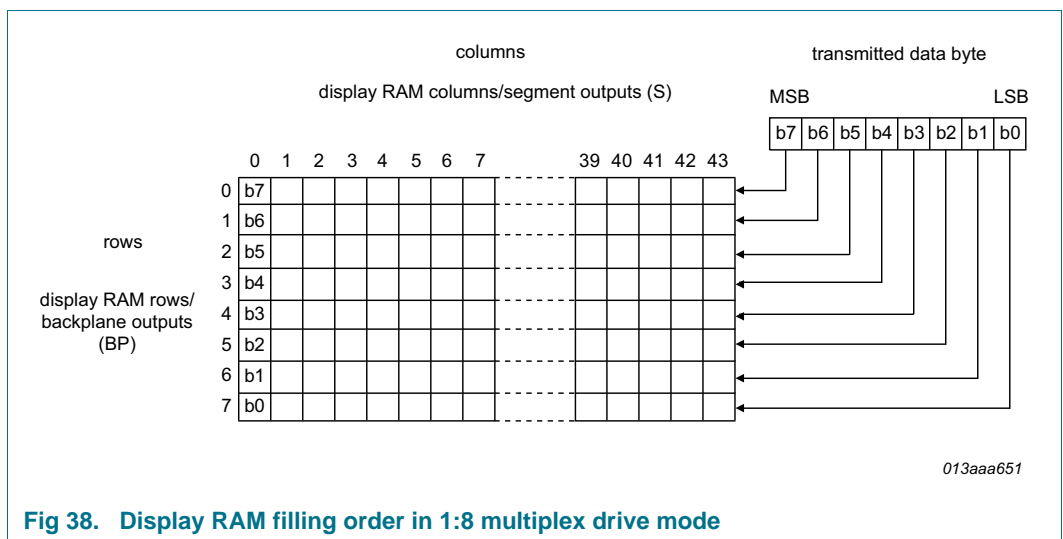 columns
display RAM columns/segment outputs (S)
transmitted data byte
MSB LSB
b7 b6 b5 b4 b3 b2 b1 b0
0 1 2 3 4 5 6 7 39 40 41 42 43
0 b7
1 b6
2 b5
3 b4
4 b3
5 b2
6 b1
7 b0
rows
display RAM rows/
backplane outputs
(BP)
013aaa651
Fig 38. Display RAM filling order in 1:8 multiplex drive mode